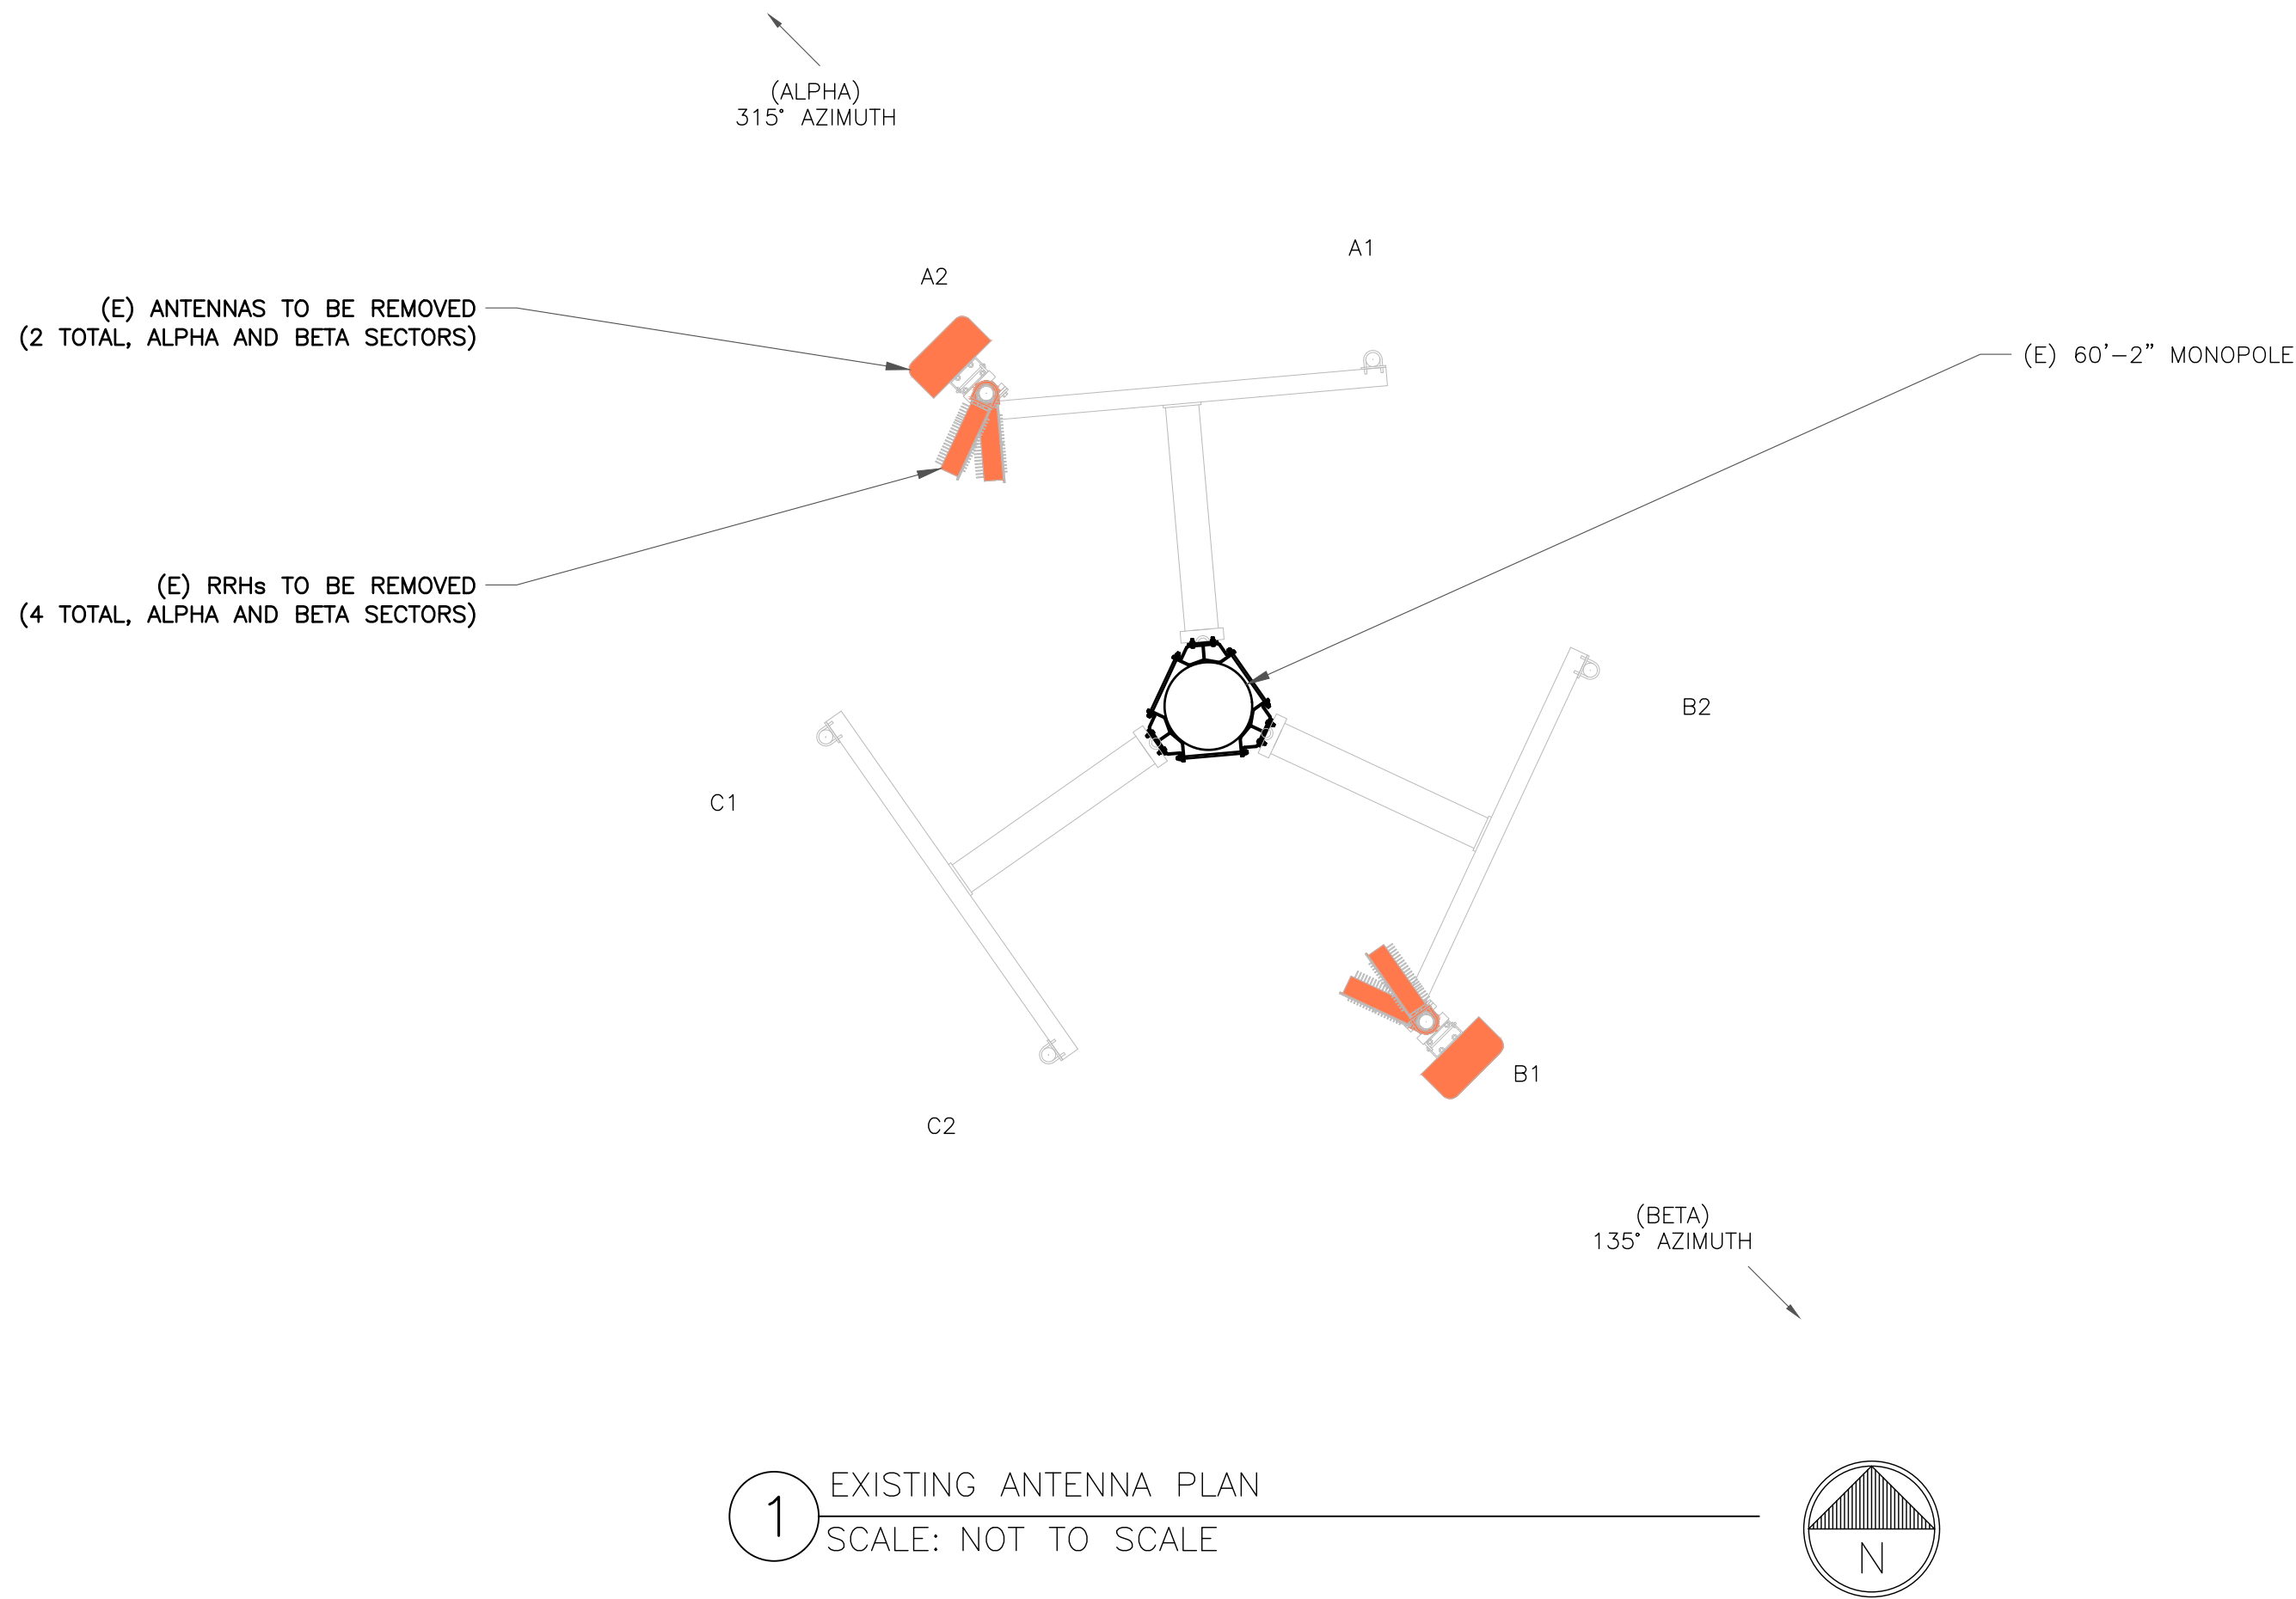 (ALPHA)
315° AZIMUTH
A1
A2
(E) ANTENNAS TO BE REMOVED
(2 TOTAL, ALPHA AND BETA SECTORS)
(E) 60'-2" MONOPOLE
(E) RRHs TO BE REMOVED
(4 TOTAL, ALPHA AND BETA SECTORS)
B2
C1
B1
C2
(BETA)
135° AZIMUTH
1
EXISTING ANTENNA PLAN
SCALE: NOT TO SCALE
N